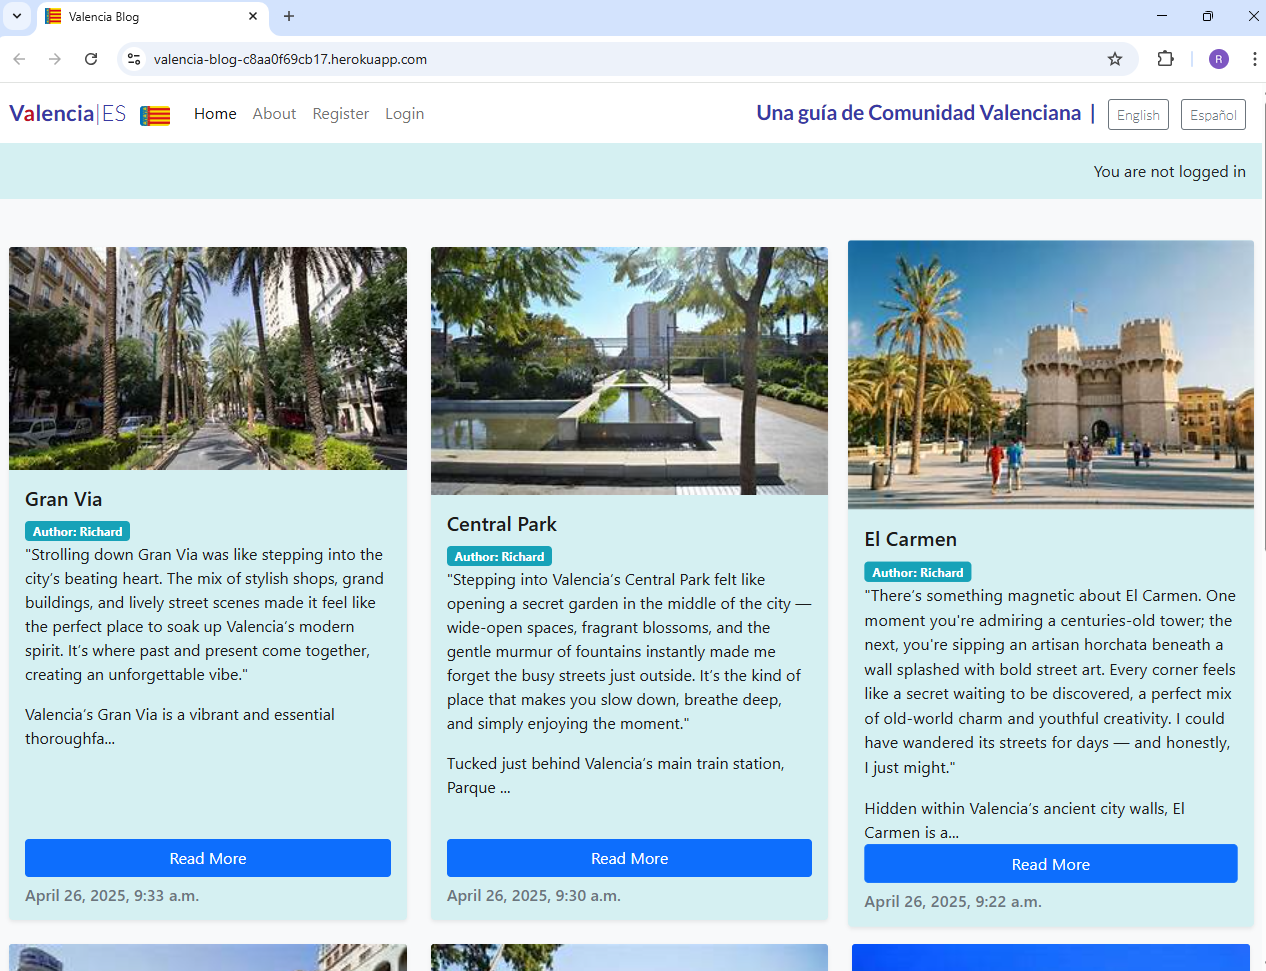 Valencia Blog
valencia-blog-c8aa0f69cb17.herokuapp.com
R
Valencia|ES
Home About Register Login
Una guía de Comunidad Valenciana |
English
Español
You are not logged in
Gran Via
Author: Richard
"Strolling down Gran Via was like stepping into the
city’s beating heart. The mix of stylish shops, grand
buildings, and lively street scenes made it feel like
the perfect place to soak up Valencia’s modern
spirit. It’s where past and present come together,
creating an unforgettable vibe."
Valencia’s Gran Via is a vibrant and essential
thoroughfa...
Read More
April 26, 2025, 9:33 a.m.
Central Park
Author: Richard
"Stepping into Valencia’s Central Park felt like
opening a secret garden in the middle of the city —
wide-open spaces, fragrant blossoms, and the
gentle murmur of fountains instantly made me
forget the busy streets just outside. It’s the kind of
place that makes you slow down, breathe deep,
and simply enjoying the moment."
Tucked just behind Valencia’s main train station,
Parque ...
Read More
April 26, 2025, 9:30 a.m.
El Carmen
Author: Richard
"There’s something magnetic about El Carmen. One
moment you're admiring a centuries-old tower; the
next, you're sipping an artisan horchata beneath a
wall splashed with bold street art. Every corner feels
like a secret waiting to be discovered, a perfect mix
of old-world charm and youthful creativity. I could
have wandered its streets for days — and honestly,
I just might."
Hidden within Valencia’s ancient city walls, El
Carmen is a...
Read More
April 26, 2025, 9:22 a.m.